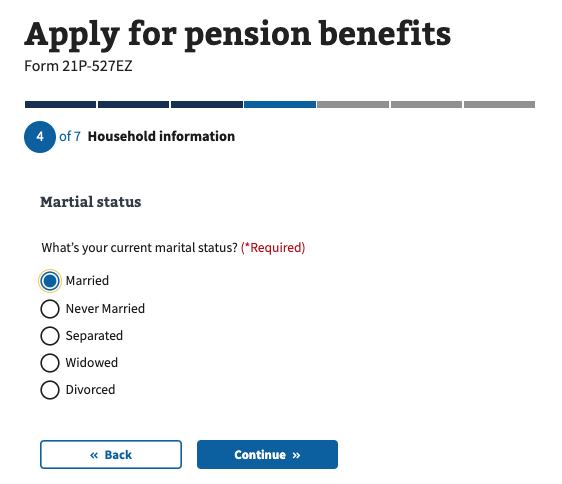 Apply for pension benefits
Form 21P-527EZ
4 of 7 Household information
Martial status
What's your current marital status? (*Required)
Married
Never Married
Separated
Widowed
Divorced
« Back
Continue »